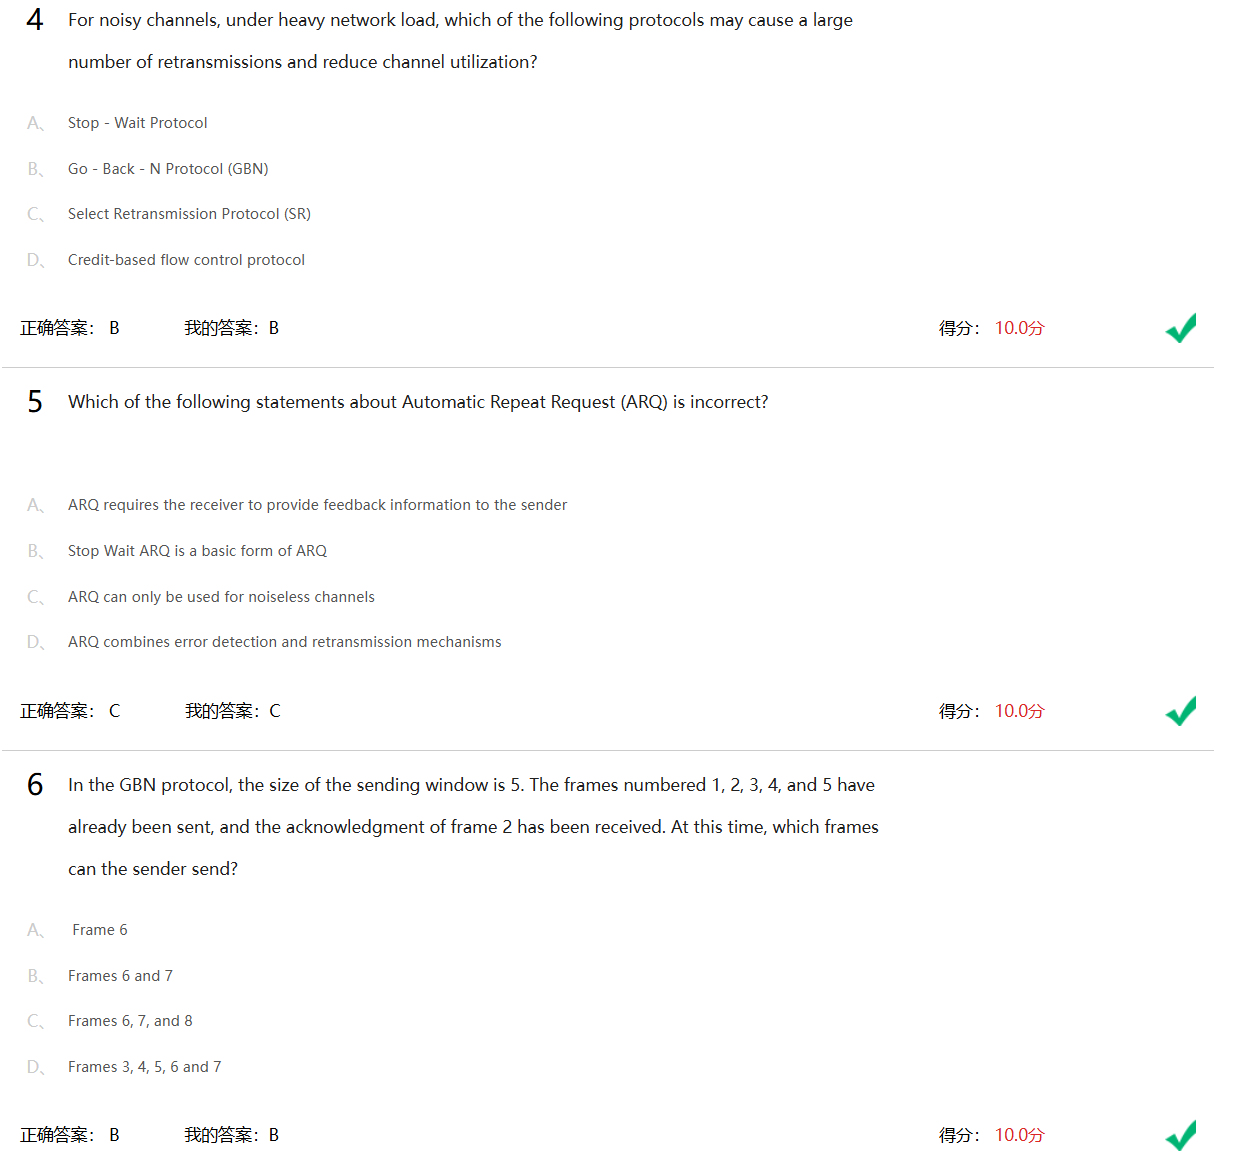 4 For noisy channels, under heavy network load, which of the following protocols may cause a large
number of retransmissions and reduce channel utilization?
A、 Stop - Wait Protocol
B、 Go - Back - N Protocol (GBN)
C、 Select Retransmission Protocol (SR)
D、 Credit-based flow control protocol
正确答案： B 我的答案：B 得分： 10.0分
5 Which of the following statements about Automatic Repeat Request (ARQ) is incorrect?
A、 ARQ requires the receiver to provide feedback information to the sender
B、 Stop Wait ARQ is a basic form of ARQ
C、 ARQ can only be used for noiseless channels
D、 ARQ combines error detection and retransmission mechanisms
正确答案： C 我的答案：C 得分： 10.0分
6 In the GBN protocol, the size of the sending window is 5. The frames numbered 1, 2, 3, 4, and 5 have
already been sent, and the acknowledgment of frame 2 has been received. At this time, which frames
can the sender send?
A、 Frame 6
B、 Frames 6 and 7
C、 Frames 6, 7, and 8
D、 Frames 3, 4, 5, 6 and 7
正确答案： B 我的答案：B 得分： 10.0分